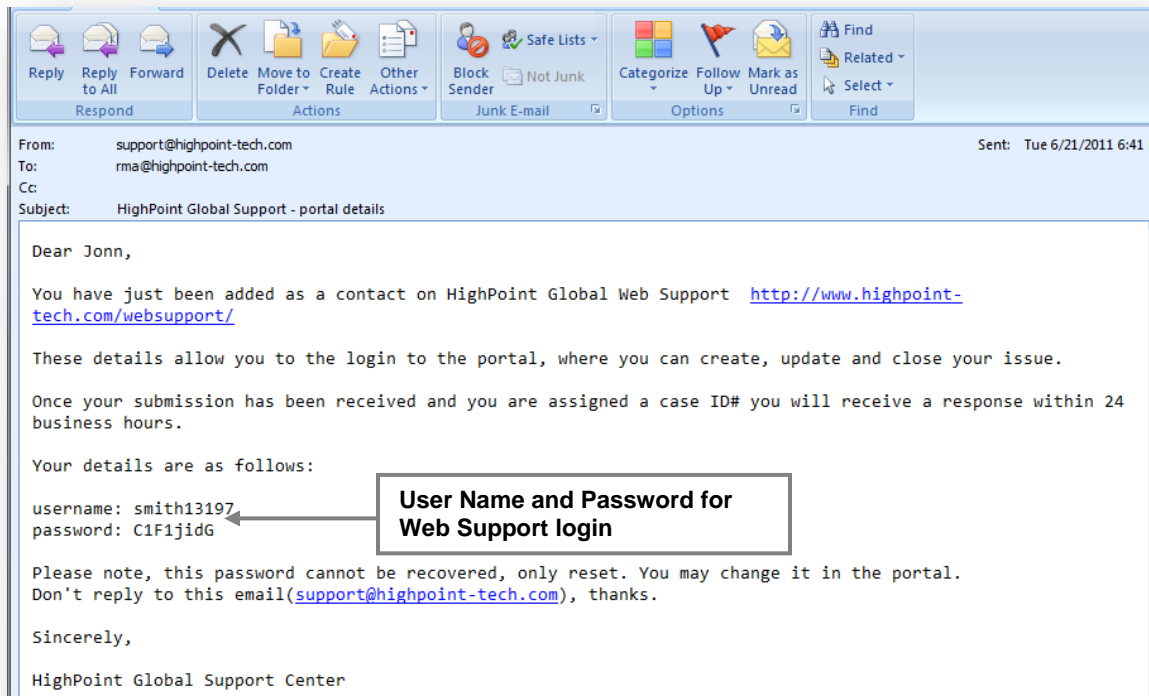 Reply
Reply to All
Forward
Respond
Delete
Move to Folder
Create Rule
Other Actions
Actions
Block Sender
Safe Lists
Not Junk
Junk E-mail
Categorize
Follow Up
Mark as Unread
Options
Find
Related
Select
Find
From: support@highpoint-tech.com
Sent: Tue 6/21/2011 6:41
To: rma@highpoint-tech.com
Cc:
Subject: HighPoint Global Support - portal details
Dear Jonn,
You have just been added as a contact on HighPoint Global Web Support http://www.highpoint-
tech.com/websupport/
These details allow you to the login to the portal, where you can create, update and close your issue.
Once your submission has been received and you are assigned a case ID# you will receive a response within 24
business hours.
Your details are as follows:
username: smith13197
password: C1F1jidG
User Name and Password for
Web Support login
Please note, this password cannot be recovered, only reset. You may change it in the portal.
Don't reply to this email(support@highpoint-tech.com), thanks.
Sincerely,
HighPoint Global Support Center